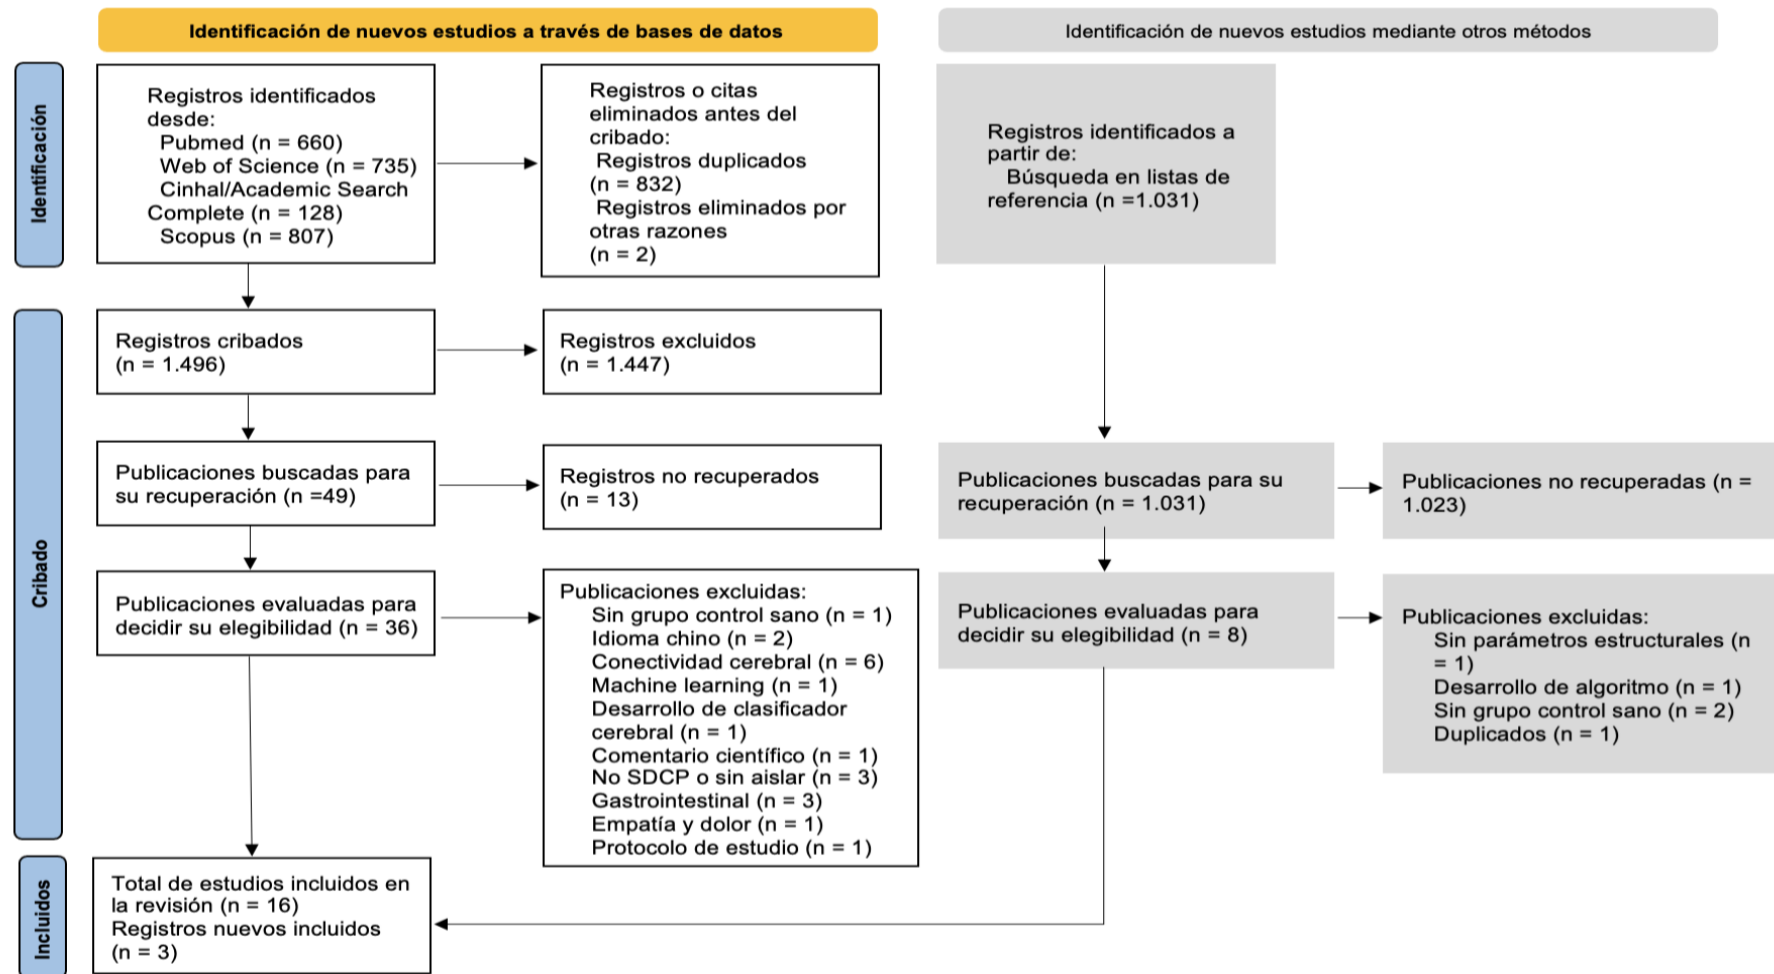 Identificación de nuevos estudios a través de bases de datos
Identificación de nuevos estudios mediante otros métodos
Identificación
Registros identificados
desde:
Pubmed (n = 660)
Web of Science (n = 735)
Cinhal/Academic Search
Complete (n = 128)
Scopus (n = 807)
Registros o citas
eliminados antes del
cribado:
Registros duplicados
(n = 832)
Registros eliminados por
otras razones
(n = 2)
Registros identificados a
partir de:
Búsqueda en listas de
referencia (n =1.031)
Cribado
Registros cribados
(n = 1.496)
Registros excluidos
(n = 1.447)
Publicaciones buscadas para
su recuperación (n =49)
Registros no recuperados
(n = 13)
Publicaciones buscadas para su
recuperación (n = 1.031)
Publicaciones no recuperadas (n =
1.023)
Publicaciones evaluadas para
decidir su elegibilidad (n = 36)
Publicaciones excluidas:
Sin grupo control sano (n = 1)
Idioma chino (n = 2)
Conectividad cerebral (n = 6)
Machine learning (n = 1)
Desarrollo de clasificador
cerebral (n = 1)
Comentario científico (n = 1)
No SDCP o sin aislar (n = 3)
Gastrointestinal (n = 3)
Empatía y dolor (n = 1)
Protocolo de estudio (n = 1)
Publicaciones evaluadas para
decidir su elegibilidad (n = 8)
Publicaciones excluidas:
Sin parámetros estructurales (n
= 1)
Desarrollo de algoritmo (n = 1)
Sin grupo control sano (n = 2)
Duplicados (n = 1)
Incluidos
Total de estudios incluidos en
la revisión (n = 16)
Registros nuevos incluidos
(n = 3)